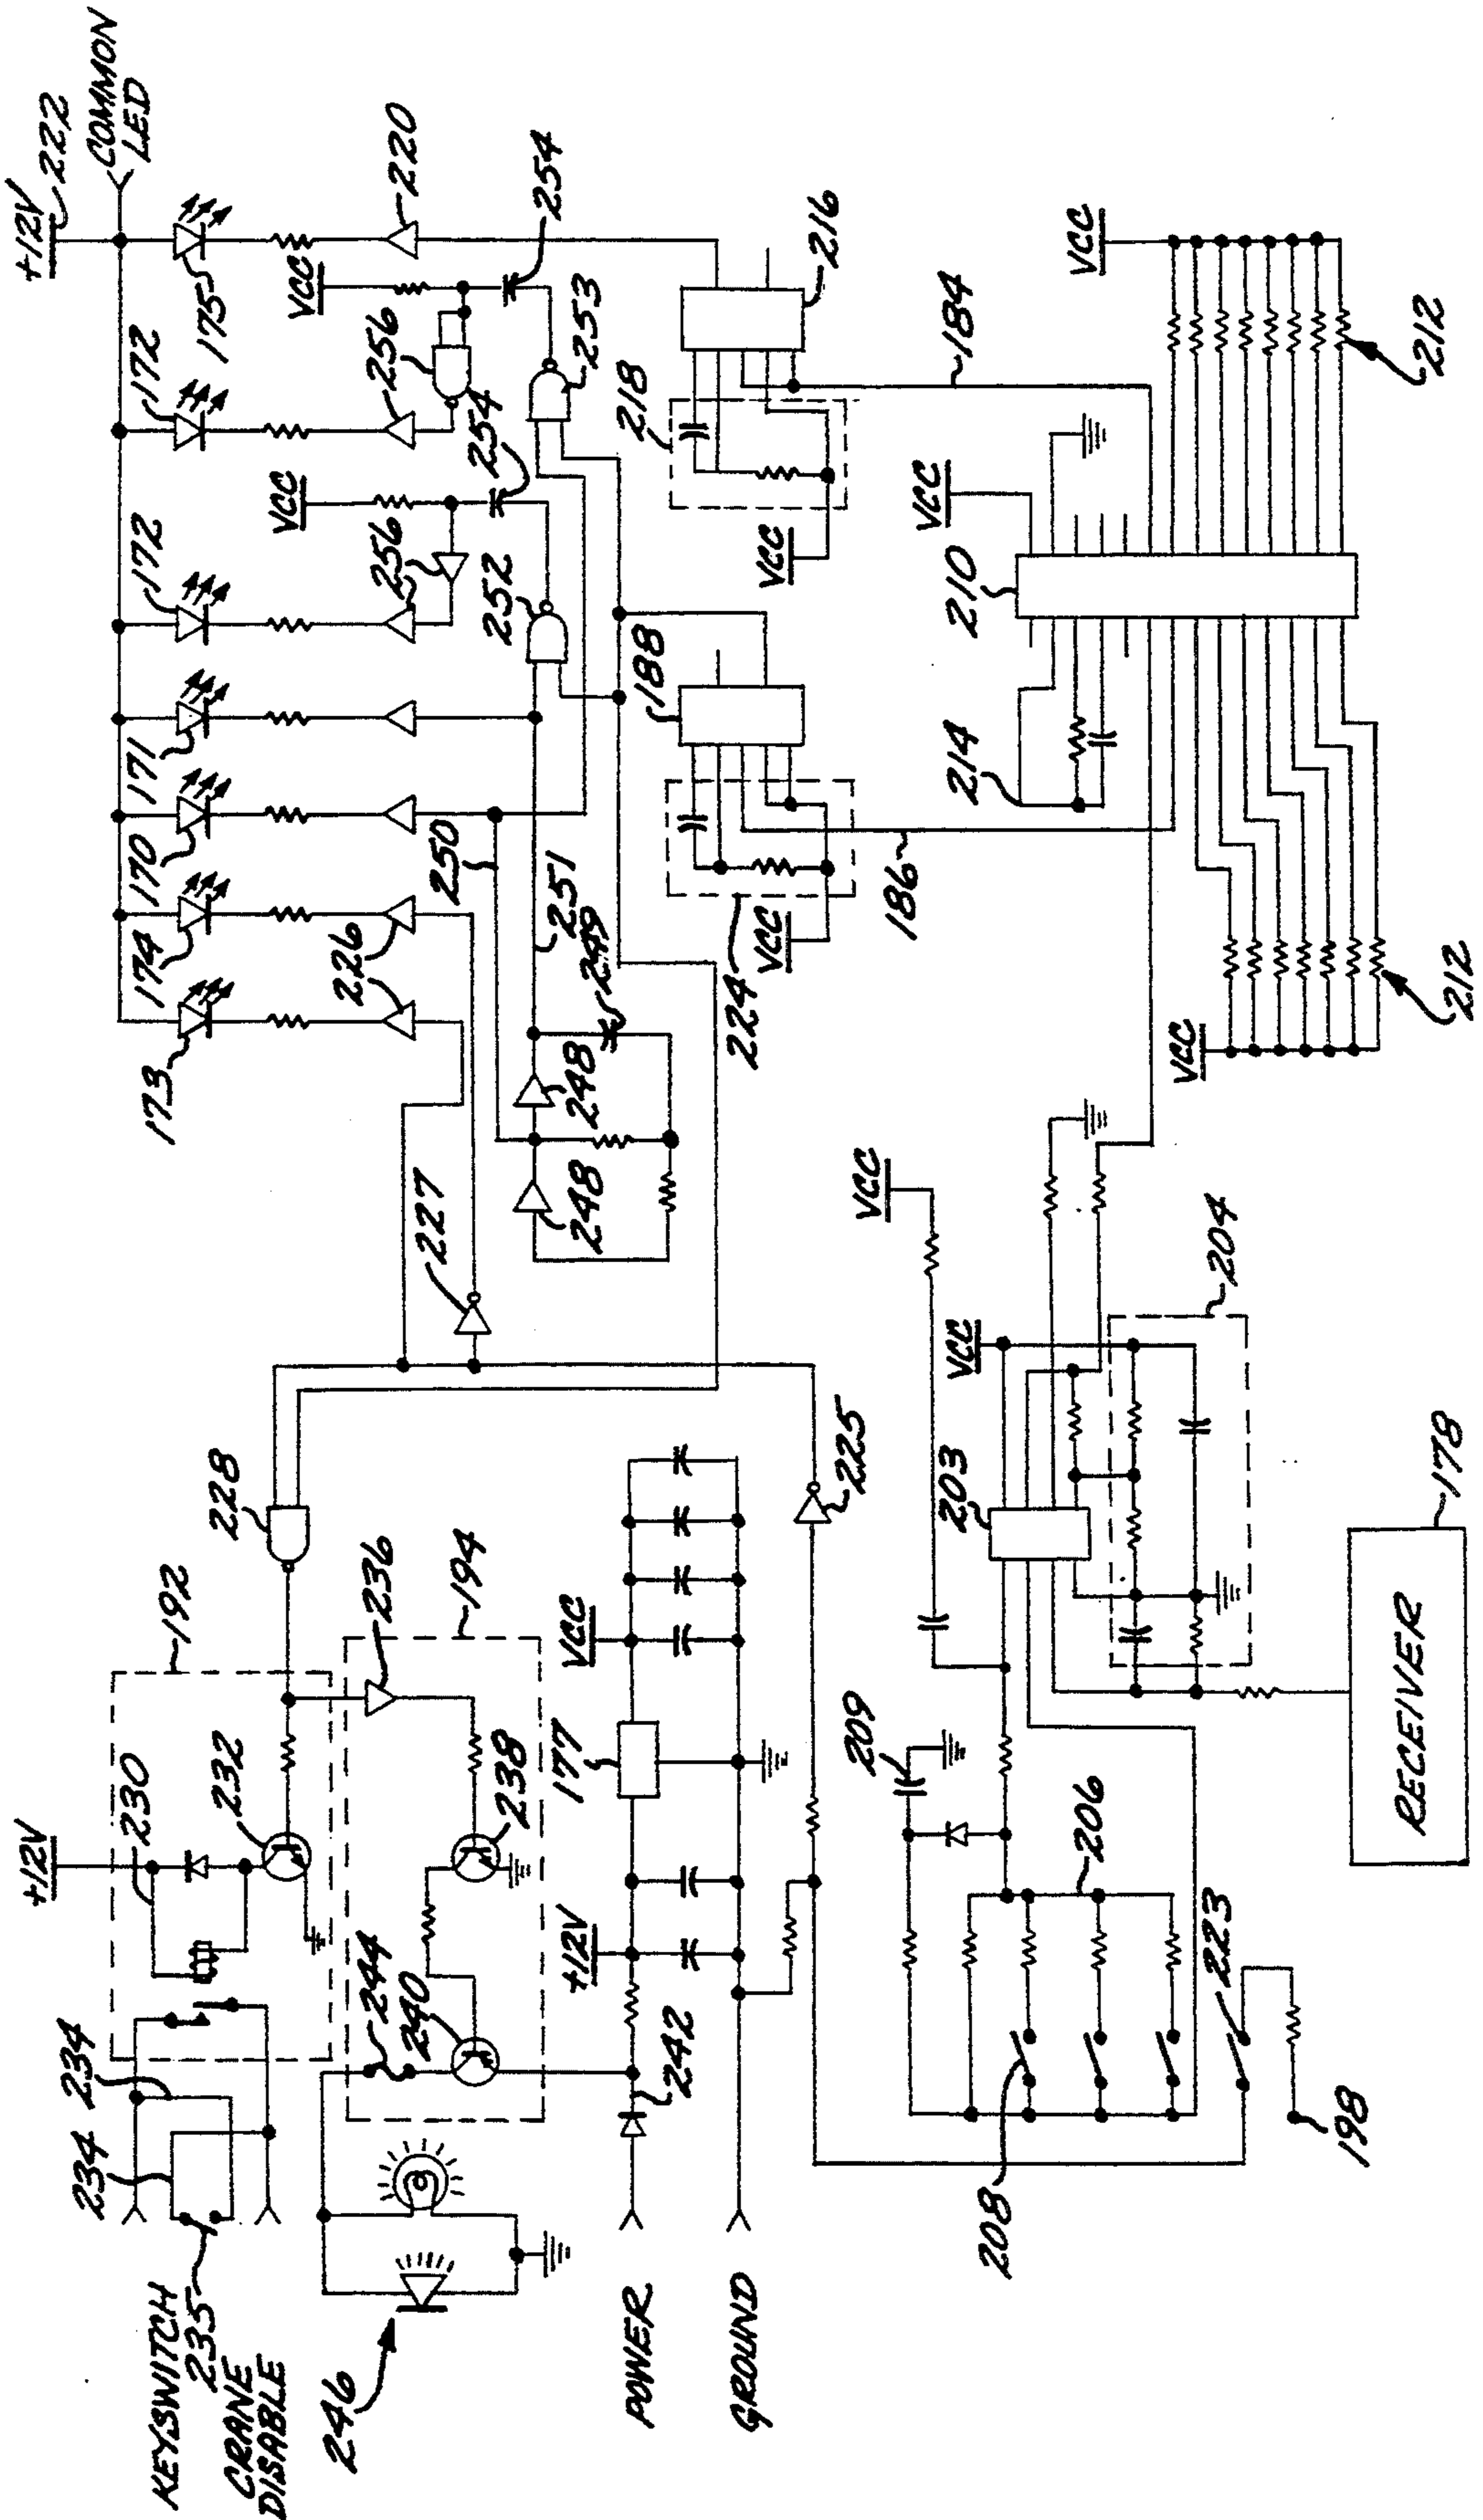 +12V
222
COMMON
LED
175
172
VCC
220
256
254
253
216
218
184
VCC
212
172
VCC
254
256
252
188
VCC
VCC
210
171
170
174
173
226
250
251
249
248
248
227
224
VCC
186
214
212
VCC
VCC
204
VCC
203
178
RECEIVER
228
225
192
236
194
+12V
230
232
VCC
177
238
209
206
223
234
234
244
240
+12V
242
208
198
KEYSWITCH
235
CRANE
DISABLE
246
POWER
GROUND